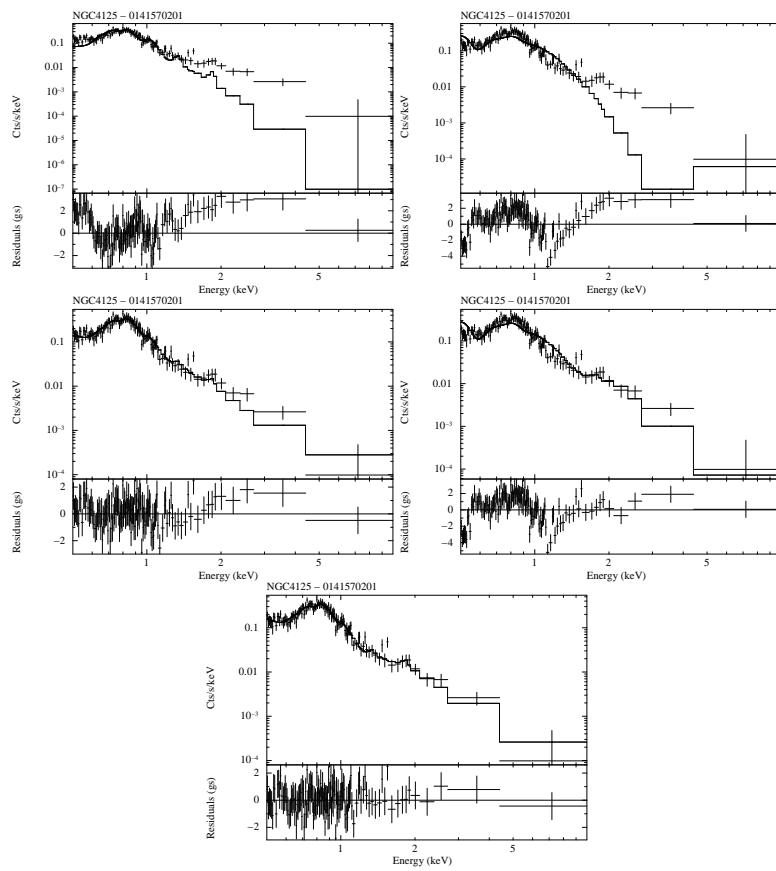 NGC4125 − 0141570201
Cts/s/keV
0.1
0.01
10⁻³
10⁻⁴
10⁻⁵
10⁻⁶
10⁻⁷
Residuals (gs)
2
0
−2
1
2
5
Energy (keV)
NGC4125 − 0141570201
Cts/s/keV
0.1
0.01
10⁻³
10⁻⁴
Residuals (gs)
2
0
−2
−4
1
2
5
Energy (keV)
NGC4125 − 0141570201
Cts/s/keV
0.1
0.01
10⁻³
10⁻⁴
Residuals (gs)
2
0
−2
1
2
5
Energy (keV)
NGC4125 − 0141570201
Cts/s/keV
0.1
0.01
10⁻³
10⁻⁴
Residuals (gs)
2
0
−2
−4
1
2
5
Energy (keV)
NGC4125 − 0141570201
Cts/s/keV
0.1
0.01
10⁻³
10⁻⁴
Residuals (gs)
2
0
−2
1
2
5
Energy (keV)